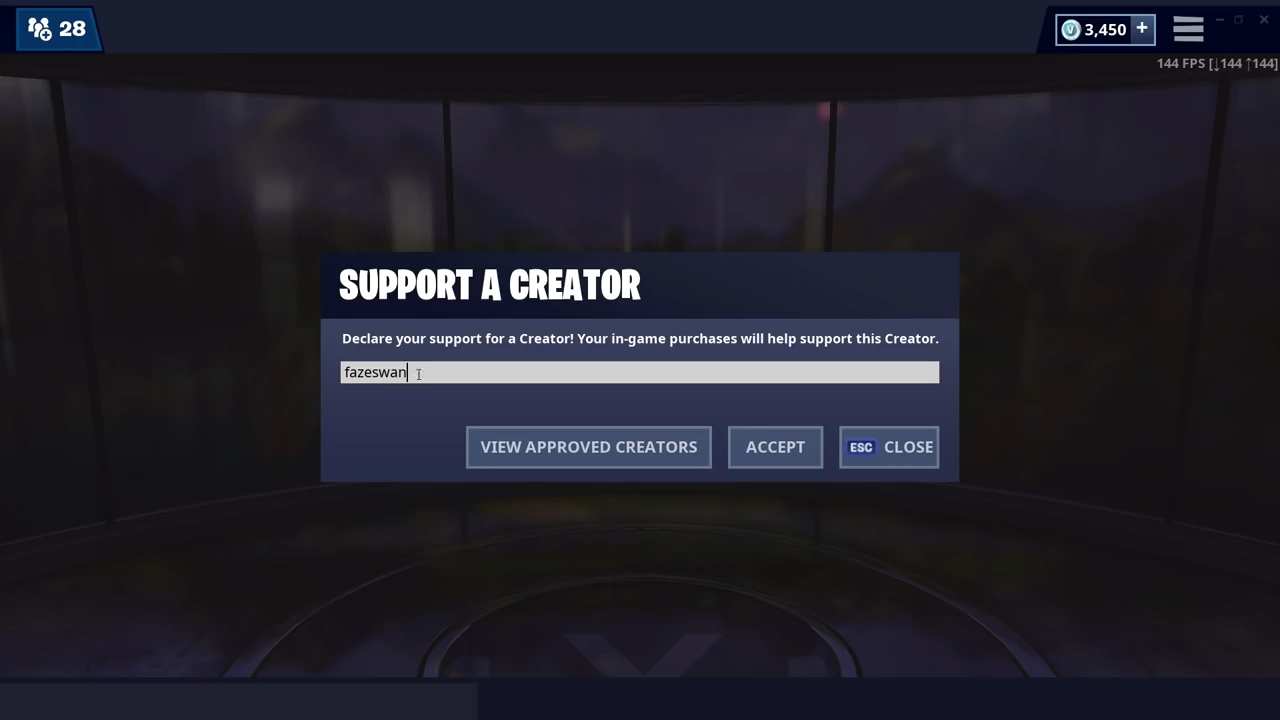 28
3,450 +
144 FPS [↓144 ↑144]
SUPPORT A CREATOR
Declare your support for a Creator! Your in-game purchases will help support this Creator.
fazeswan
VIEW APPROVED CREATORS ACCEPT ESC CLOSE